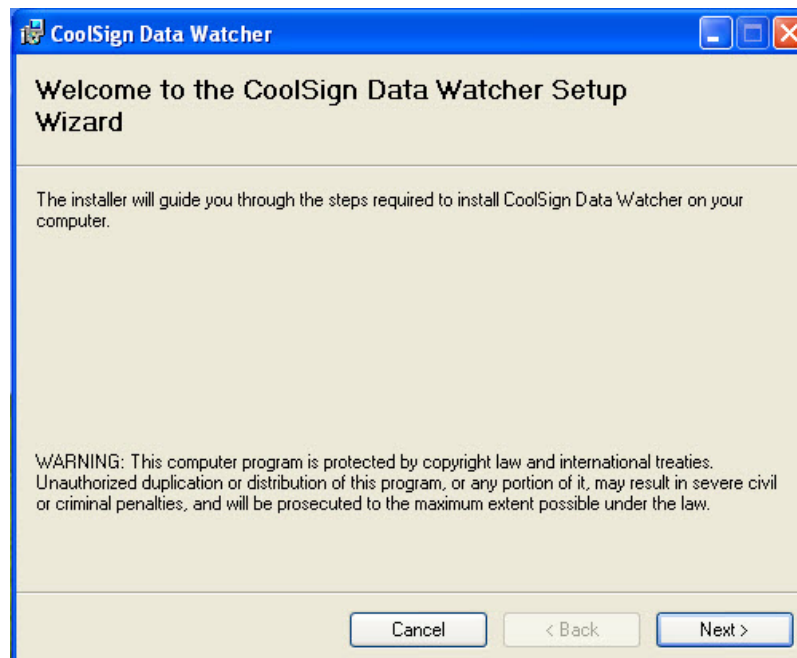 CoolSign Data Watcher
Welcome to the CoolSign Data Watcher Setup
Wizard
The installer will guide you through the steps required to install CoolSign Data Watcher on your
computer.
WARNING: This computer program is protected by copyright law and international treaties.
Unauthorized duplication or distribution of this program, or any portion of it, may result in severe civil
or criminal penalties, and will be prosecuted to the maximum extent possible under the law.
Cancel < Back Next >